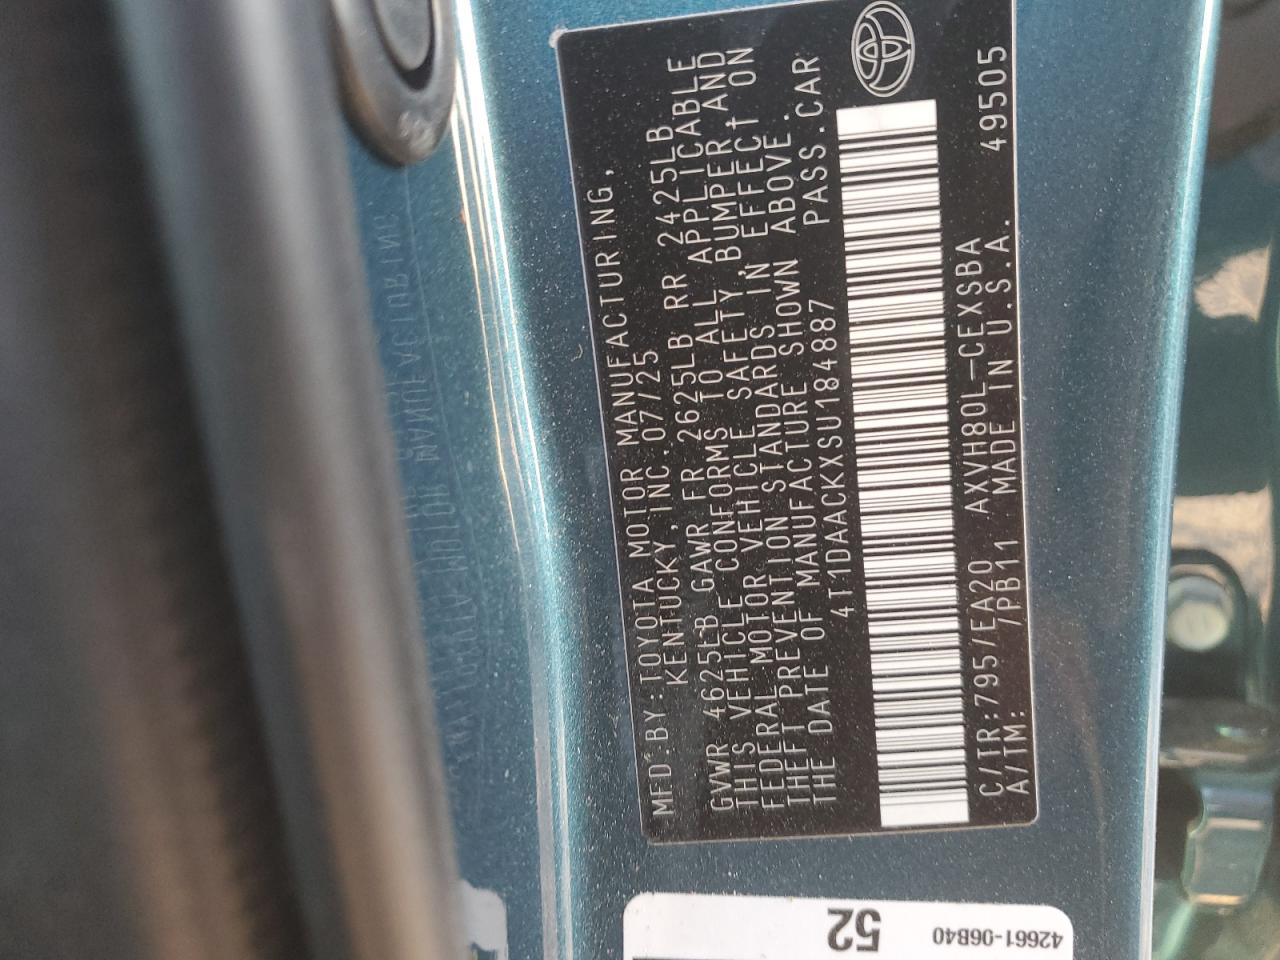 MFD.BY:TOYOTA MOTOR MANUFACTURING,
KENTUCKY,INC.07/25
GVWR 4625LB GAWR FR 2625LB RR 2425LB
THIS VEHICLE CONFORMS TO ALL APPLICABLE
FEDERAL MOTOR VEHICLE SAFETY,BUMPER AND
THEFT PREVENTION STANDARDS IN EFFECT ON
THE DATE OF MANUFACTURE SHOWN ABOVE.
4T1DAACKXSU184887 PASS.CAR
C/TR:795/EA20 AXVH80L-CEXSBA
A/TM: /PB11 MADE IN U.S.A. 49505
52
42661-06B40